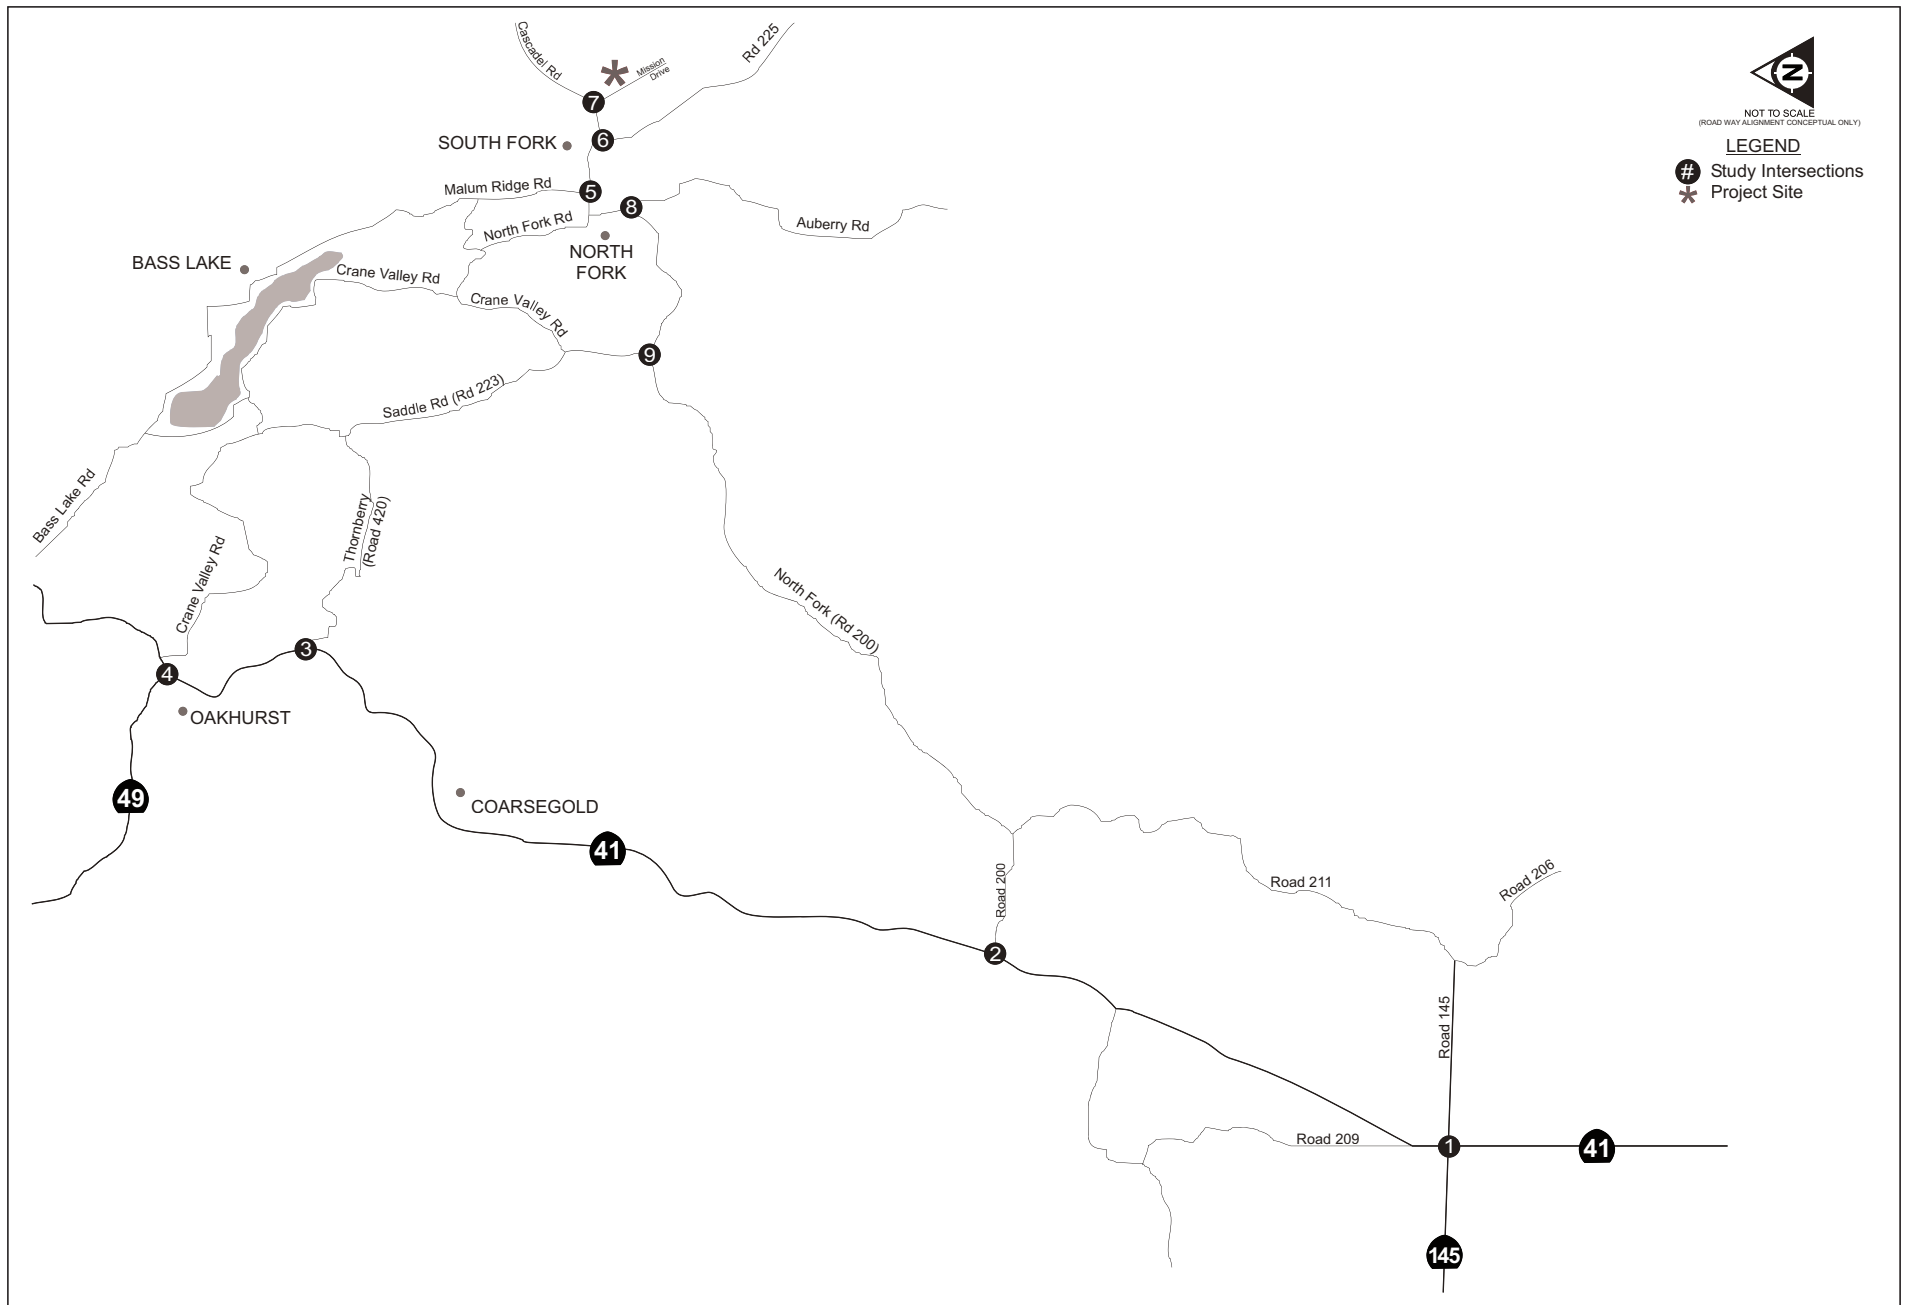 Cascadel Rd
Mission
Drive
Rd 225
N
NOT TO SCALE
(ROAD WAY ALIGNMENT CONCEPTUAL ONLY)
LEGEND
# Study Intersections
Project Site
7
SOUTH FORK
6
Malum Ridge Rd
5
8
North Fork Rd
Auberry Rd
NORTH
FORK
BASS LAKE
Crane Valley Rd
Crane Valley Rd
9
Saddle Rd (Rd 223)
Bass Lake Rd
Thornberry
(Road 420)
Crane Valley Rd
North Fork (Rd 200)
3
4
OAKHURST
49
COARSEGOLD
41
Road 200
Road 211
Road 206
2
Road 145
Road 209
1
41
145